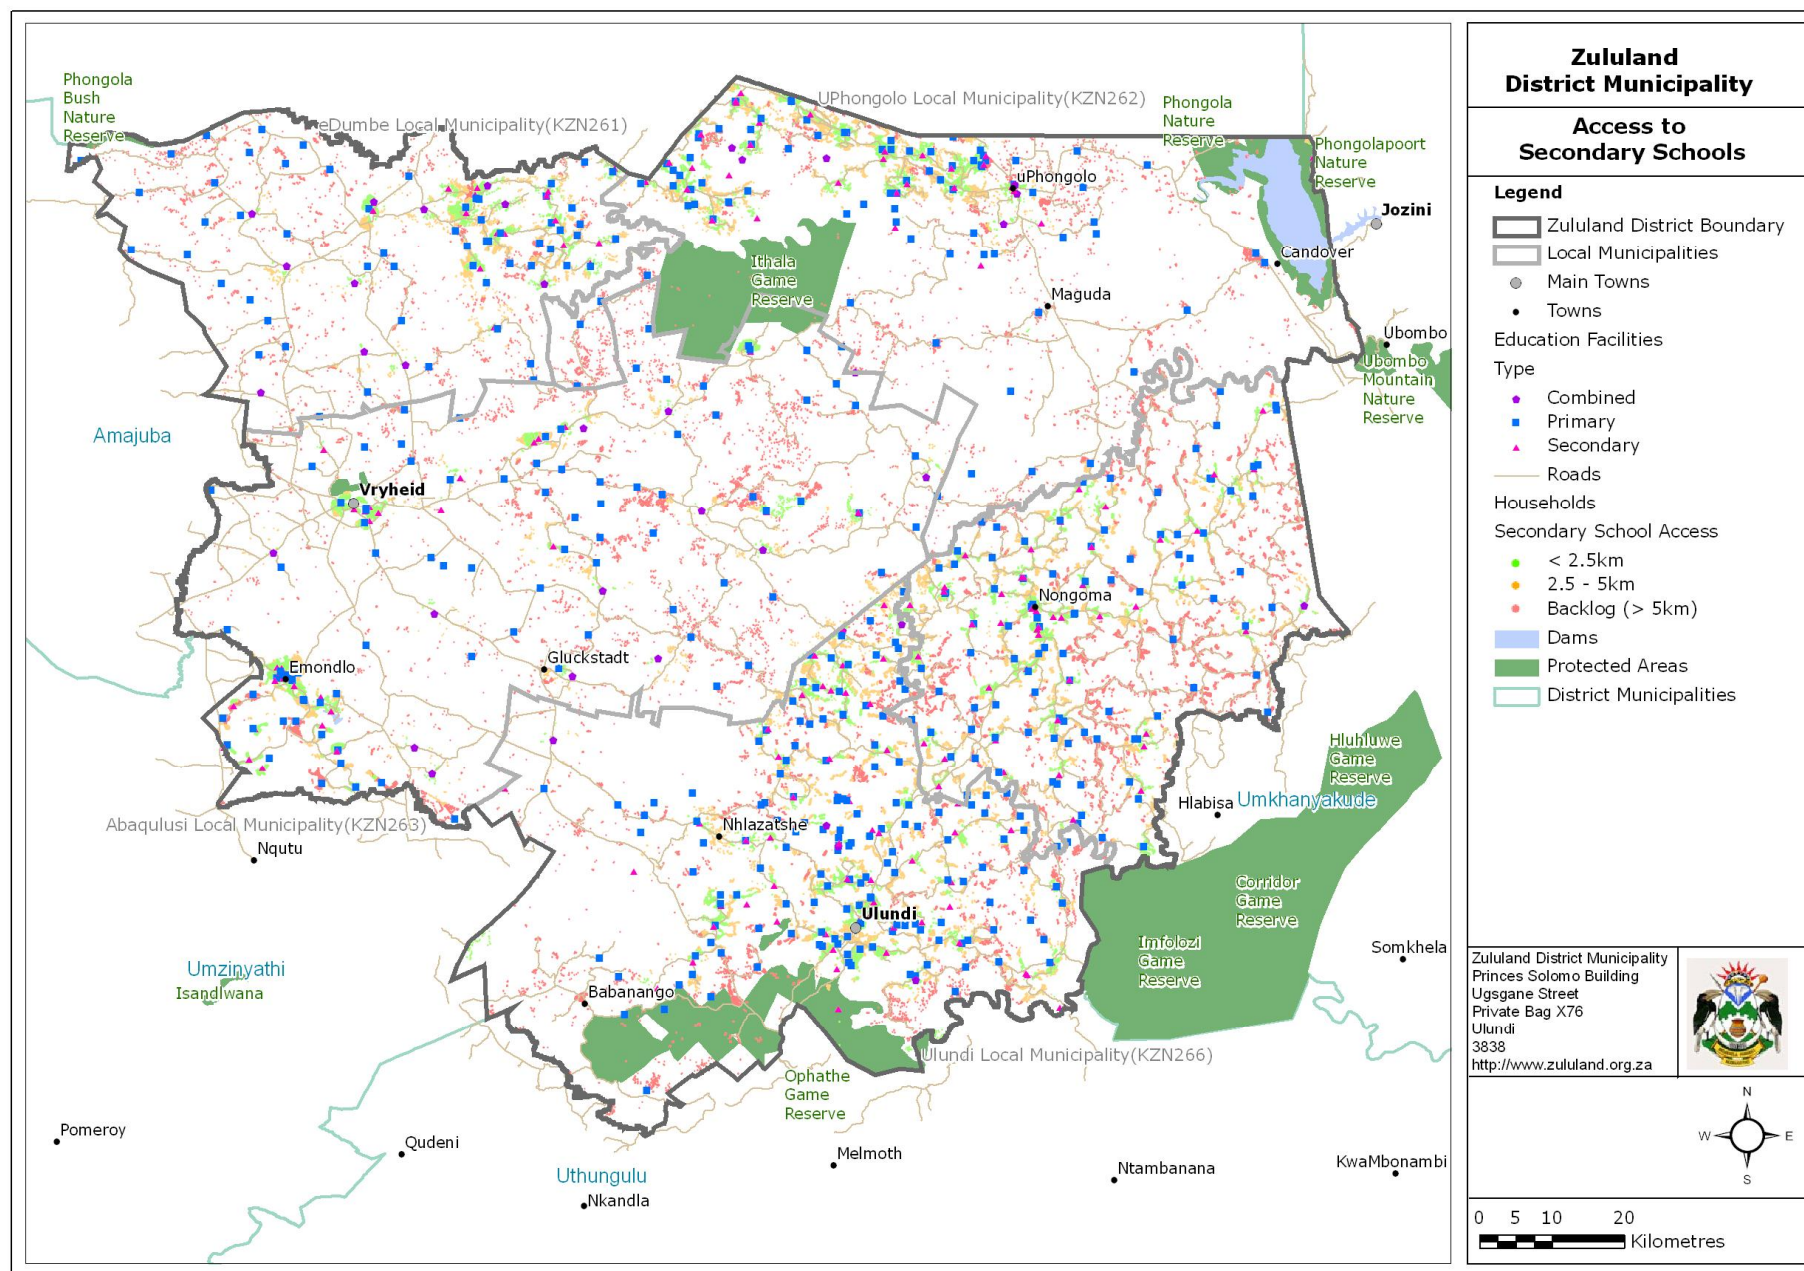 Phongola
Bush
Nature
Reserve
eDumbe Local Municipality(KZN261)
UPhongolo Local Municipality(KZN262)
Phongola
Nature
Reserve
Phongolapoort
Nature
Reserve
uPhongolo
Jozini
Candover
Ithala
Game
Reserve
Maguda
Ubombo
Ubombo
Mountain
Nature
Reserve
Amajuba
Vryheid
Nongoma
Emondlo
Gluckstadt
Hluhluwe
Game
Reserve
Hlabisa
Umkhanyakude
Abaqulusi Local Municipality(KZN263)
Nqutu
Nhlazatshe
Corridor
Game
Reserve
Ulundi
Imfolozi
Game
Reserve
Somkhela
Umzinyathi
Isandlwana
Babanango
Ulundi Local Municipality(KZN266)
Ophathe
Game
Reserve
Pomeroy
Qudeni
Melmoth
Uthungulu
Nkandla
Ntambanana
KwaMbonambi
Zululand
District Municipality
Access to
Secondary Schools
Legend
Zululand District Boundary
Local Municipalities
Main Towns
Towns
Education Facilities
Type
Combined
Primary
Secondary
Roads
Households
Secondary School Access
< 2.5km
2.5 - 5km
Backlog (> 5km)
Dams
Protected Areas
District Municipalities
Zululand District Municipality
Princes Solomo Building
Ugsgane Street
Private Bag X76
Ulundi
3838
http://www.zululand.org.za
N
W E
S
0 5 10 20
Kilometres